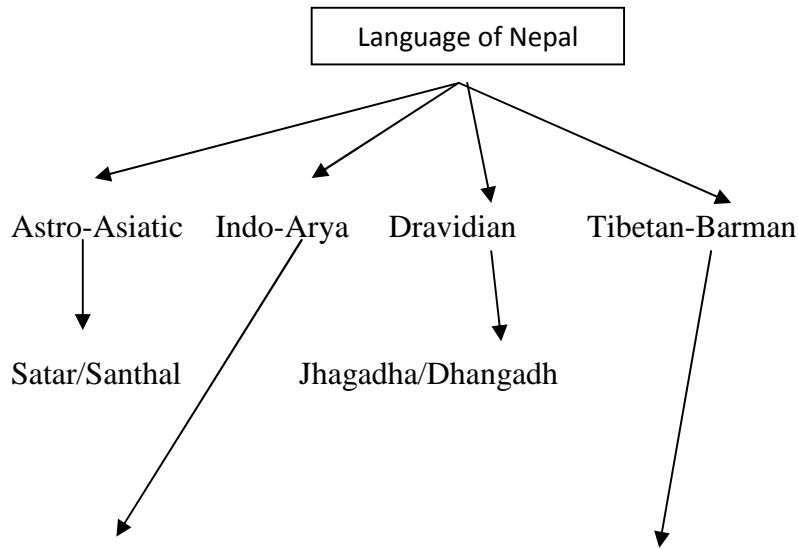 Language of Nepal
Astro-Asiatic Indo-Arya Dravidian Tibetan-Barman
Satar/Santhal Jhagadha/Dhangadh